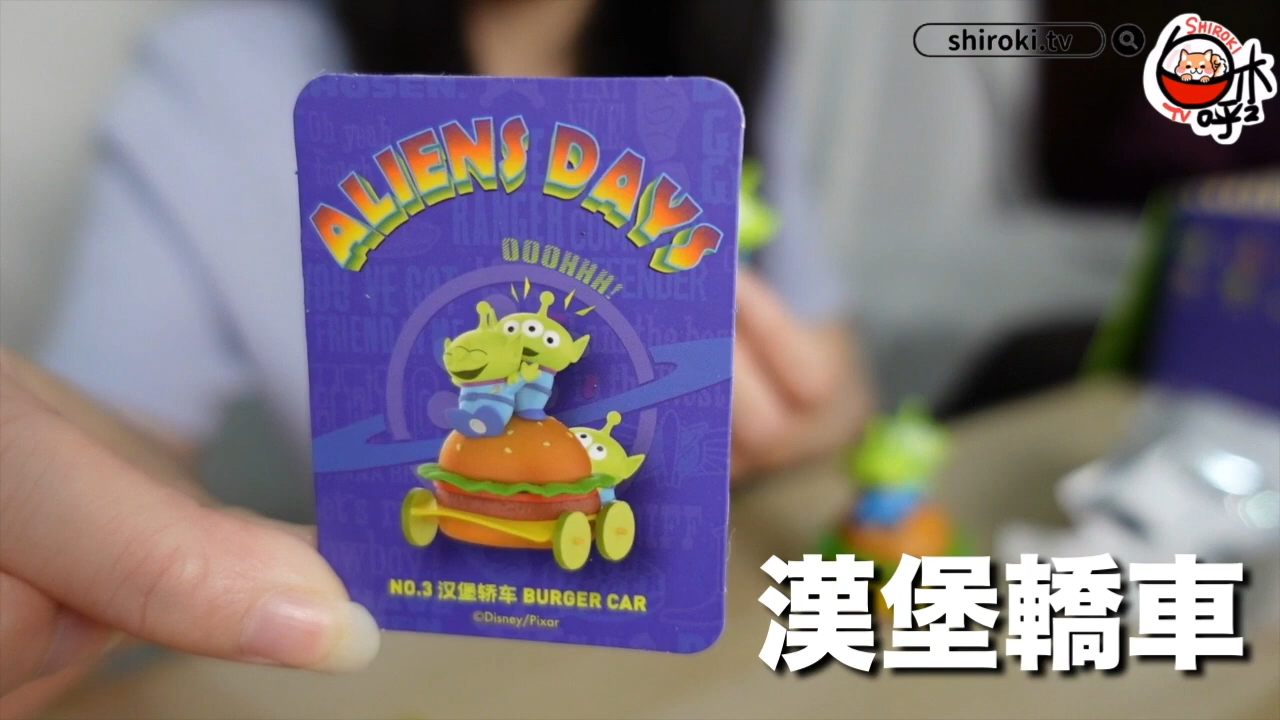 shiroki.tv
SHIROKI
TV
ALIENS DAYS
OOOHHH!
NO.3 汉堡轿车 BURGER CAR
©Disney/Pixar
漢堡轎車